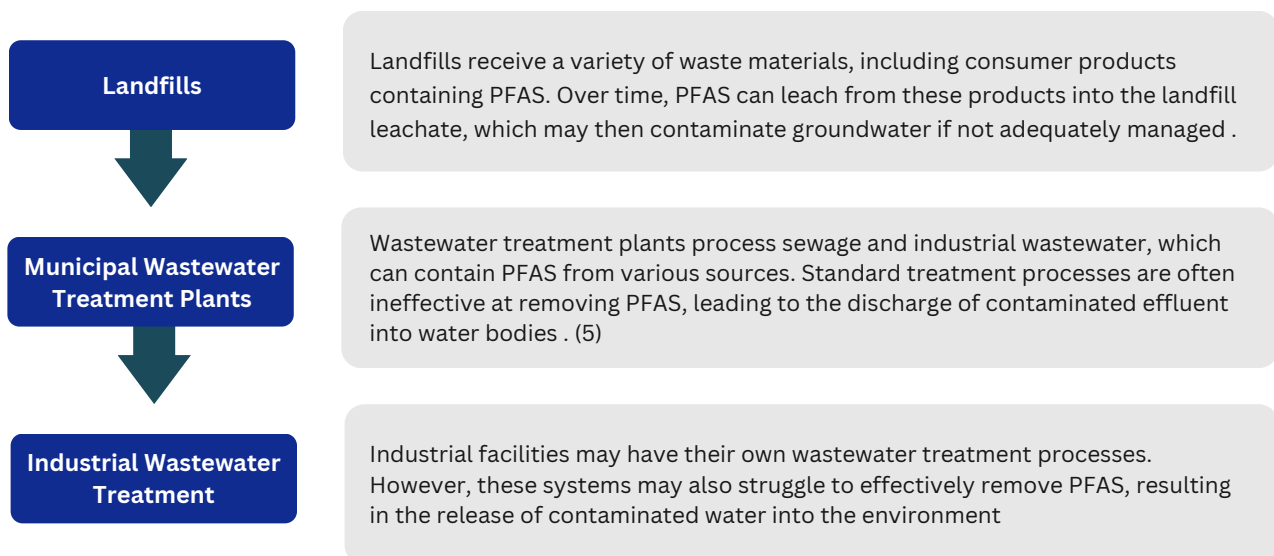 Landfills
Landfills receive a variety of waste materials, including consumer products
containing PFAS. Over time, PFAS can leach from these products into the landfill
leachate, which may then contaminate groundwater if not adequately managed .
Municipal Wastewater
Treatment Plants
Wastewater treatment plants process sewage and industrial wastewater, which
can contain PFAS from various sources. Standard treatment processes are often
ineffective at removing PFAS, leading to the discharge of contaminated effluent
into water bodies . (5)
Industrial Wastewater
Treatment
Industrial facilities may have their own wastewater treatment processes.
However, these systems may also struggle to effectively remove PFAS, resulting
in the release of contaminated water into the environment